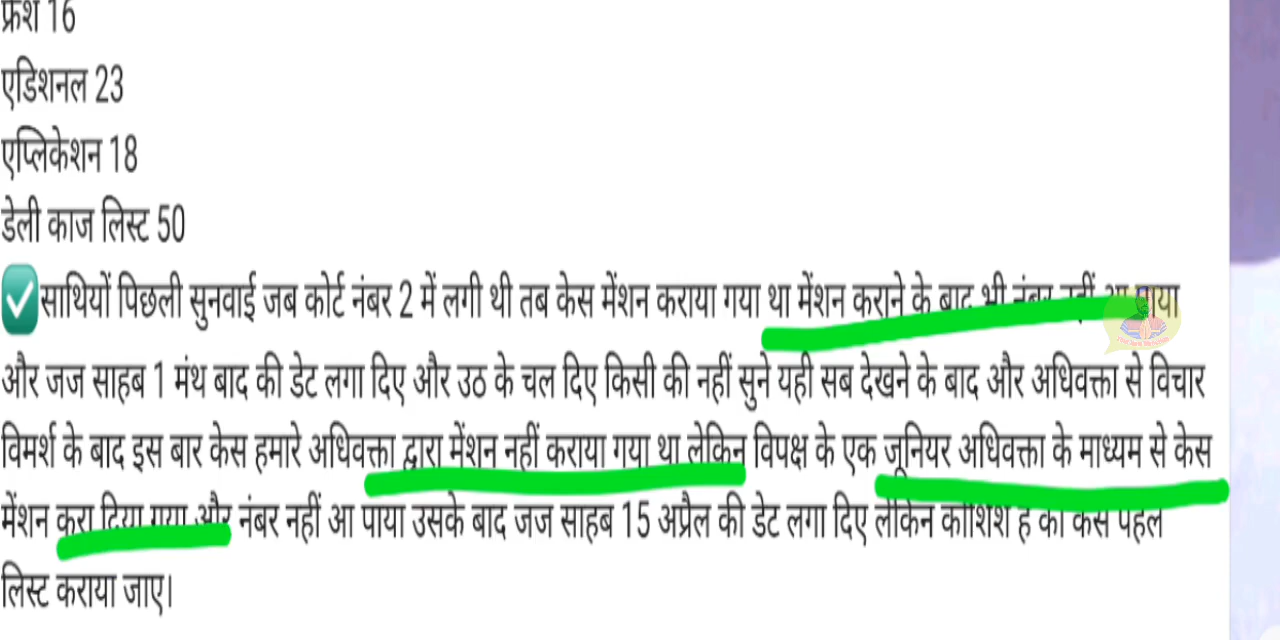 फ्रेश 16
एडिशनल 23
एप्लिकेशन 18
डेली काज लिस्ट 50
✅साथियों पिछली सुनवाई जब कोर्ट नंबर 2 में लगी थी तब केस मेंशन कराया गया था मेंशन कराने के बाद भी नंबर नहीं आ पाया
और जज साहब 1 मंथ बाद की डेट लगा दिए और उठ के चल दिए किसी की नहीं सुने यही सब देखने के बाद और अधिवक्ता से विचार
विमर्श के बाद इस बार केस हमारे अधिवक्ता द्वारा मेंशन नहीं कराया गया था लेकिन विपक्ष के एक जूनियर अधिवक्ता के माध्यम से केस
मेंशन करा दिया गया और नंबर नहीं आ पाया उसके बाद जज साहब 15 अप्रैल की डेट लगा दिए लेकिन कोशिश है की केस पहले
लिस्ट कराया जाए।